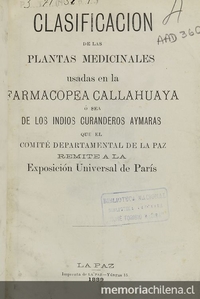 CLASIFICACION
DE LAS
PLANTAS MEDICINALES
usadas en la
FARMACOPEA CALLAHUAYA
O SEA
DE LOS INDIOS CURANDEROS AYMARAS
QUE EL
COMITÉ DEPARTAMENTAL DE LA PAZ
REMITE A LA
Exposición Universal de París
LA PAZ
memoriachilena.cl